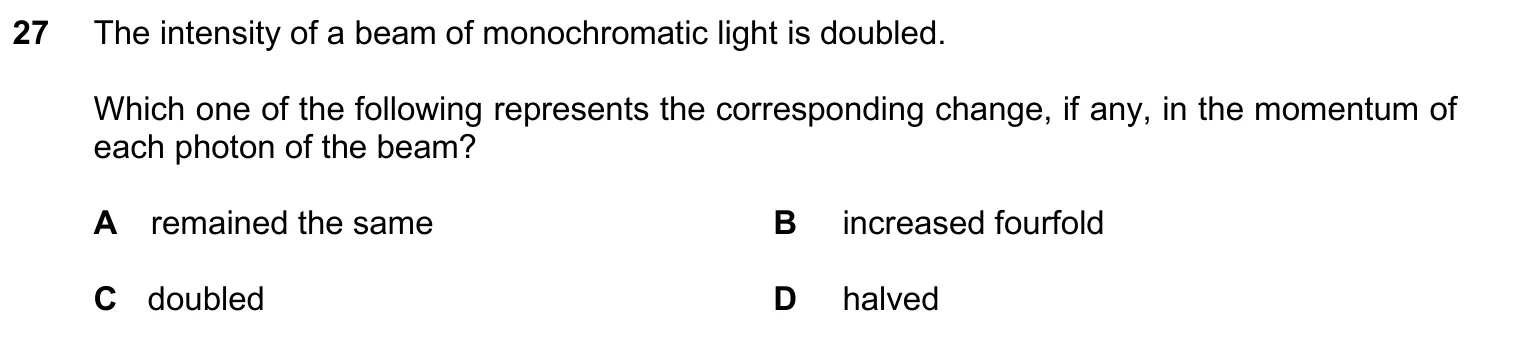 27 The intensity of a beam of monochromatic light is doubled.
Which one of the following represents the corresponding change, if any, in the momentum of
each photon of the beam?
A remained the same B increased fourfold
C doubled D halved